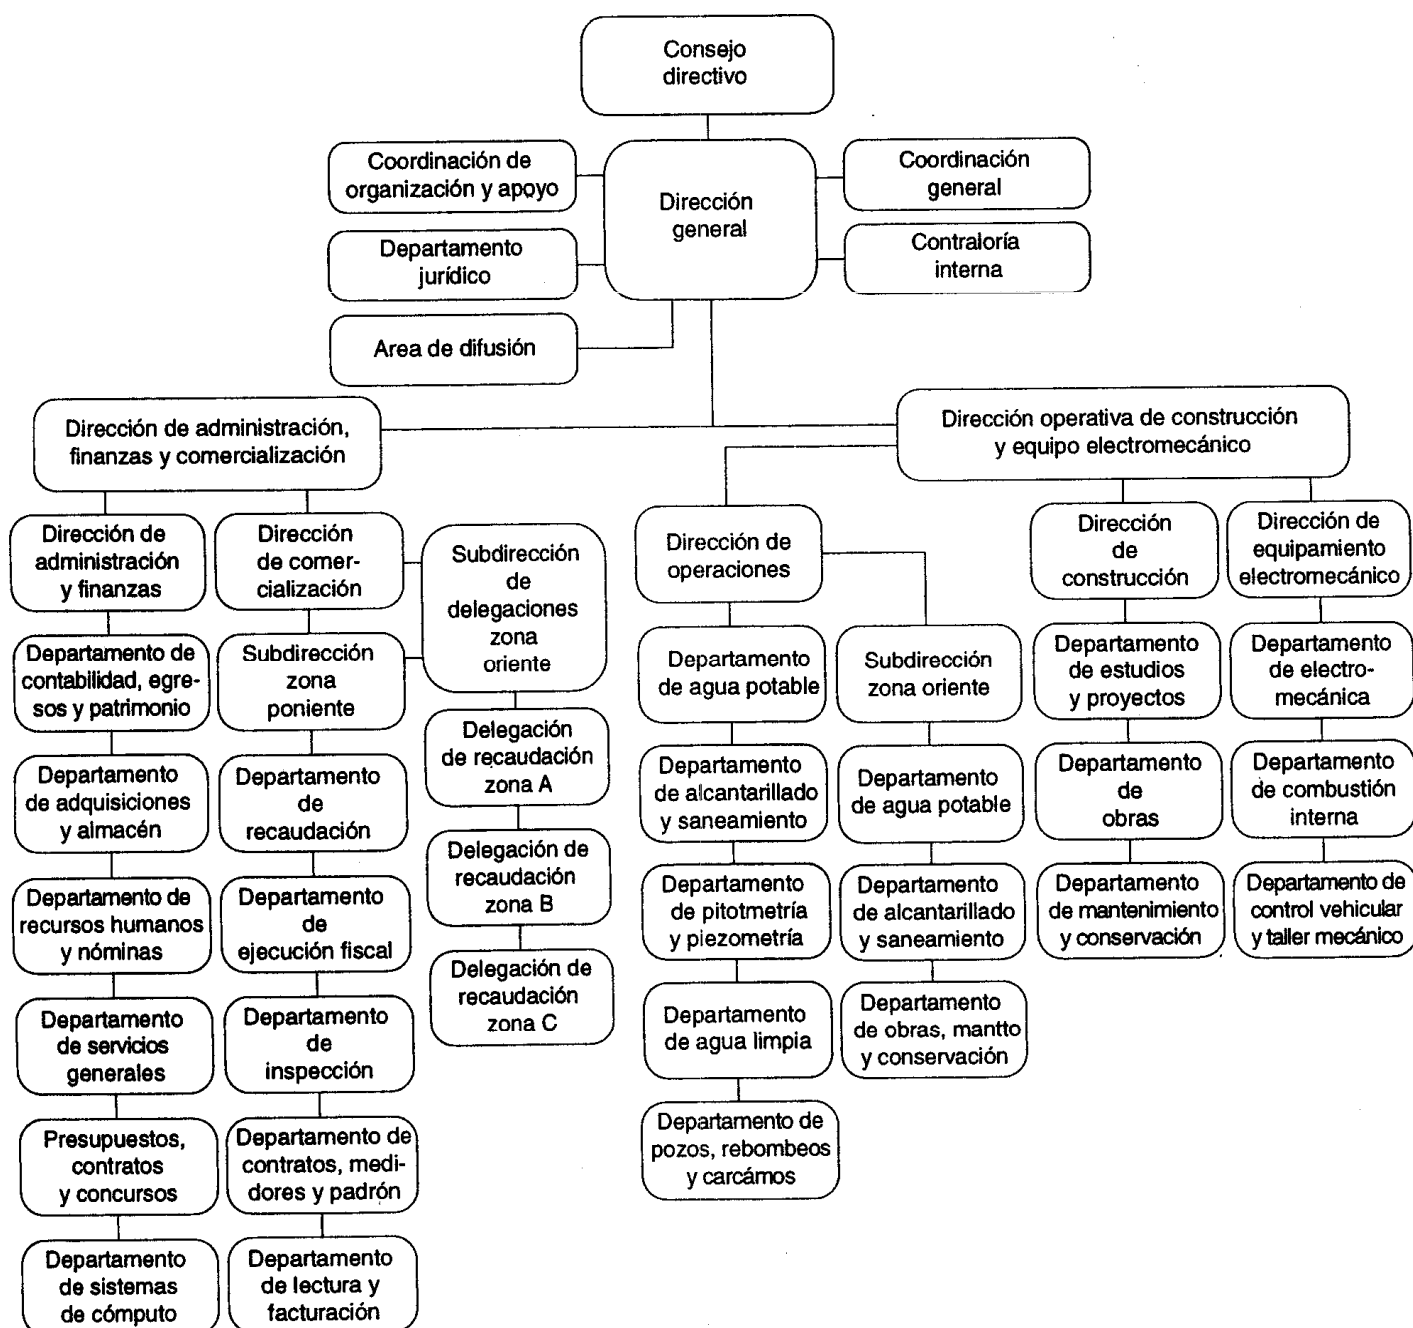 Consejo
directivo
Coordinación de
organización y apoyo
Dirección
general
Coordinación
general
Departamento
jurídico
Contraloría
interna
Area de difusión
Dirección de administración,
finanzas y comercialización
Dirección operativa de construcción
y equipo electromecánico
Dirección de
administración
y finanzas
Departamento de
contabilidad, egre-
sos y patrimonio
Departamento
de adquisiciones
y almacén
Departamento de
recursos humanos
y nóminas
Departamento
de servicios
generales
Presupuestos,
contratos
y concursos
Departamento
de sistemas
de cómputo
Dirección
de comer-
cialización
Subdirección
zona
poniente
Departamento
de
recaudación
Departamento
de
ejecución fiscal
Departamento
de
inspección
Departamento de
contratos, medi-
dores y padrón
Departamento
de lectura y
facturación
Subdirección
de
delegaciones
zona
oriente
Delegación
de recaudación
zona A
Delegación de
recaudación
zona B
Delegación de
recaudación
zona C
Dirección de
operaciones
Departamento
de agua potable
Departamento
de alcantarillado
y saneamiento
Departamento
de pitotmetría
y piezometría
Departamento
de agua limpia
Departamento de
pozos, rebombeos
y carcámos
Subdirección
zona oriente
Departamento
de agua potable
Departamento
de alcantarillado
y saneamiento
Departamento
de obras, mantto
y conservación
Dirección
de
construcción
Departamento
de estudios
y proyectos
Departamento
de
obras
Departamento
de mantenimiento
y conservación
Dirección de
equipamiento
electromecánico
Departamento
de electro-
mecánica
Departamento
de combustión
interna
Departamento de
control vehicular
y taller mecánico